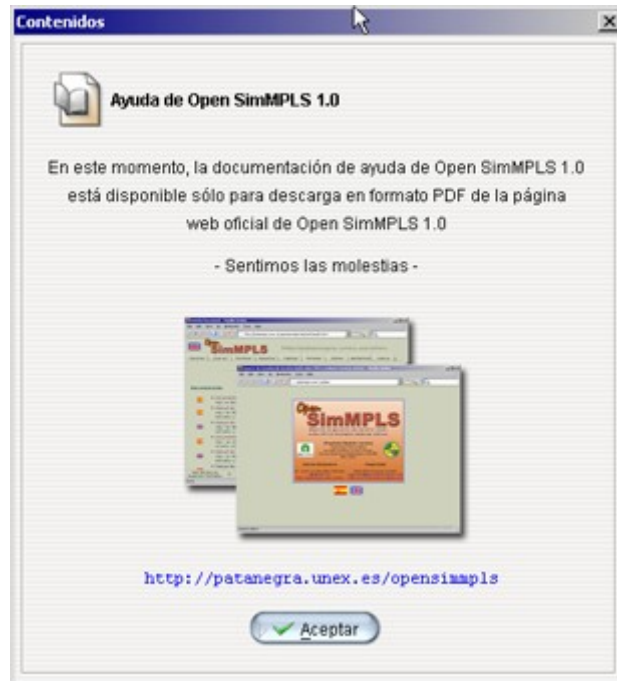 Contenidos
Ayuda de Open SimMPLS 1.0
En este momento, la documentación de ayuda de Open SimMPLS 1.0
está disponible sólo para descarga en formato PDF de la página
web oficial de Open SimMPLS 1.0
- Sentimos las molestias -
Open
SimMPLS
Open
SimMPLS
http://patanegra.unex.es/opensimmpls
Aceptar